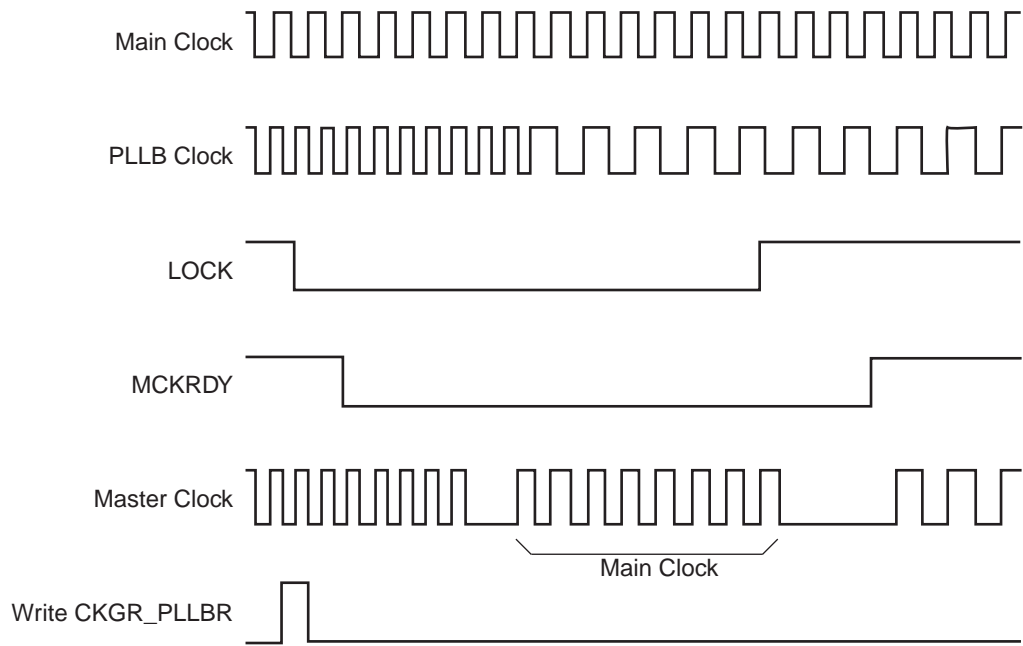 Main Clock
PLLB Clock
LOCK
MCKRDY
Master Clock
Main Clock
Write CKGR_PLLBR